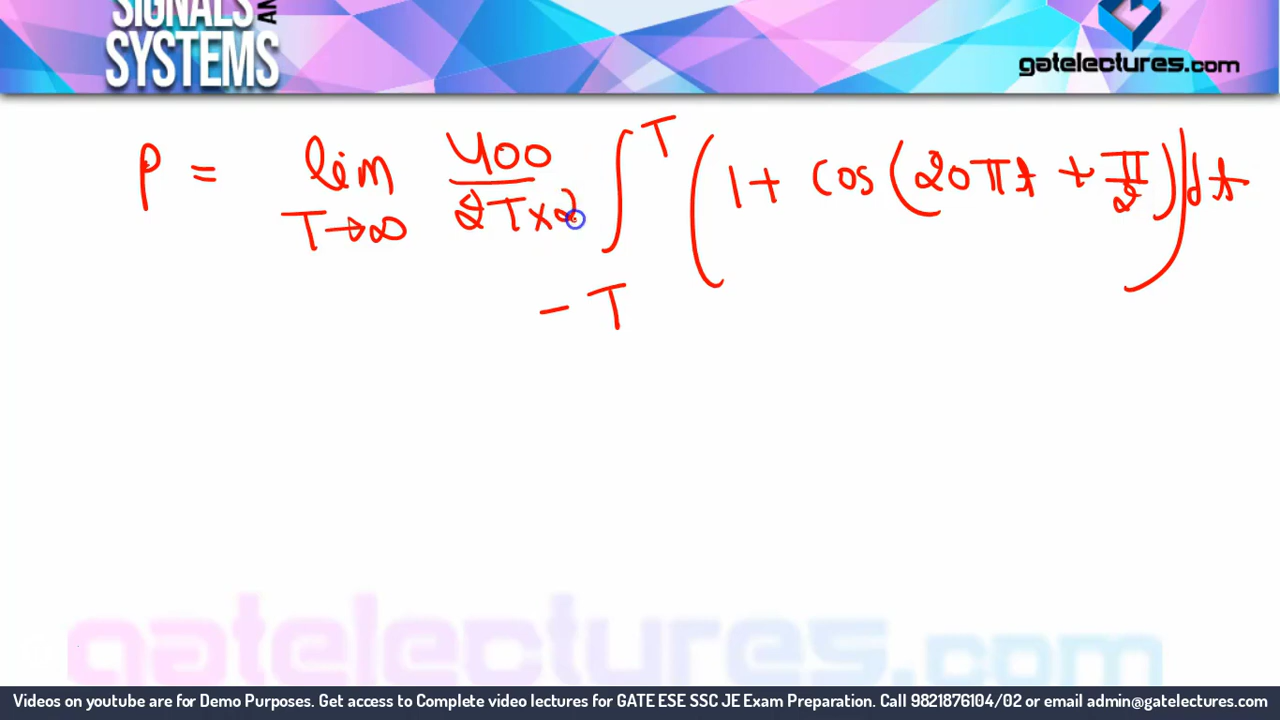 SIGNALS AND
SYSTEMS
gatelectures.com
P = lim T→∞ 400/(2T×2) ∫_{-T}^{T} (1 + cos(20πt + π/2)) dt
gatelectures.com
Videos on youtube are for Demo Purposes. Get access to Complete video lectures for GATE ESE SSC JE Exam Preparation. Call 9821876104/02 or email admin@gatelectures.com